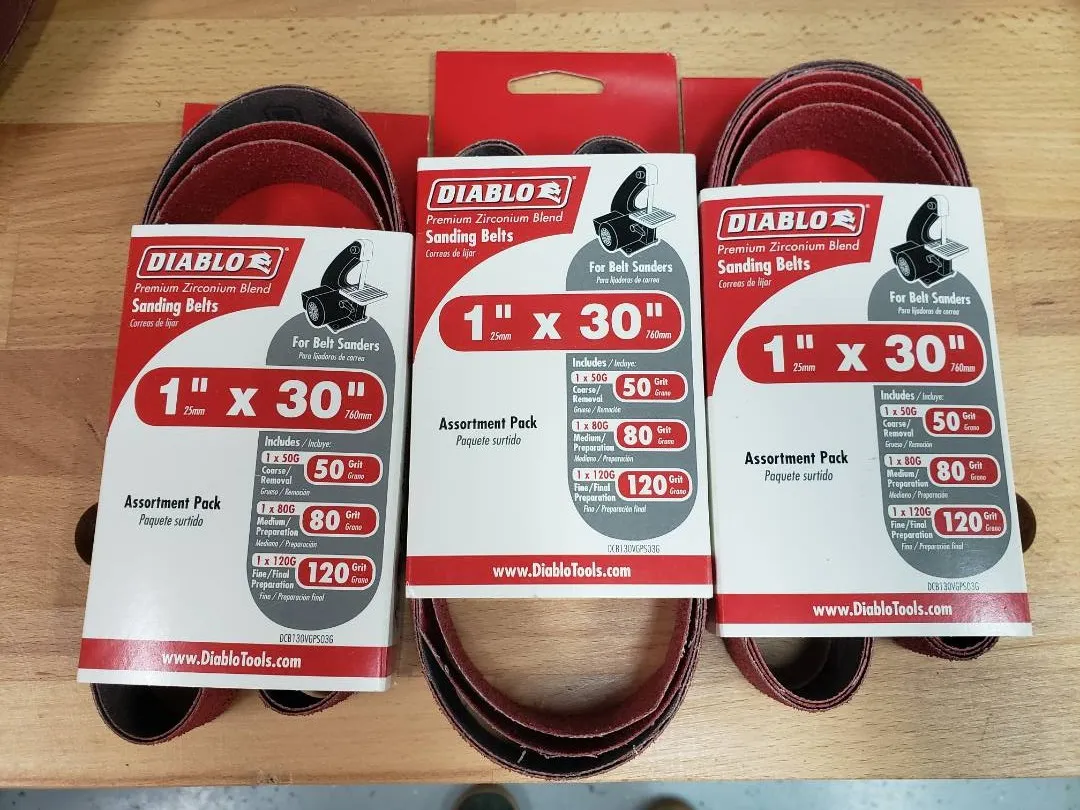 DIABLO
Premium Zirconium Blend
Sanding Belts
Correas de lijar
For Belt Sanders
Para lijadoras de correa
1" x 30"
25mm 760mm
Includes / Incluye:
1 x 50G
Coarse/
Removal
Grueso / Remoción
50 Grit
Grano
1 x 80G
Medium/
Preparation
Mediano / Preparación
80 Grit
Grano
1 x 120G
Fine/Final
Preparation
Fino / Preparación final
120 Grit
Grano
Assortment Pack
Paquete surtido
DCB130VGPS03G
www.DiabloTools.com
DIABLO
Premium Zirconium Blend
Sanding Belts
Correas de lijar
For Belt Sanders
Para lijadoras de correa
1" x 30"
25mm 760mm
Includes / Incluye:
1 x 50G
Coarse/
Removal
Grueso / Remoción
50 Grit
Grano
1 x 80G
Medium/
Preparation
Mediano / Preparación
80 Grit
Grano
1 x 120G
Fine/Final
Preparation
Fino / Preparación final
120 Grit
Grano
Assortment Pack
Paquete surtido
DCB130VGPS03G
www.DiabloTools.com
DIABLO
Premium Zirconium Blend
Sanding Belts
Correas de lijar
For Belt Sanders
Para lijadoras de correa
1" x 30"
25mm 760mm
Includes / Incluye:
1 x 50G
Coarse/
Removal
Grueso / Remoción
50 Grit
Grano
1 x 80G
Medium/
Preparation
Mediano / Preparación
80 Grit
Grano
1 x 120G
Fine/Final
Preparation
Fino / Preparación final
120 Grit
Grano
Assortment Pack
Paquete surtido
DCB130VGPS03G
www.DiabloTools.com